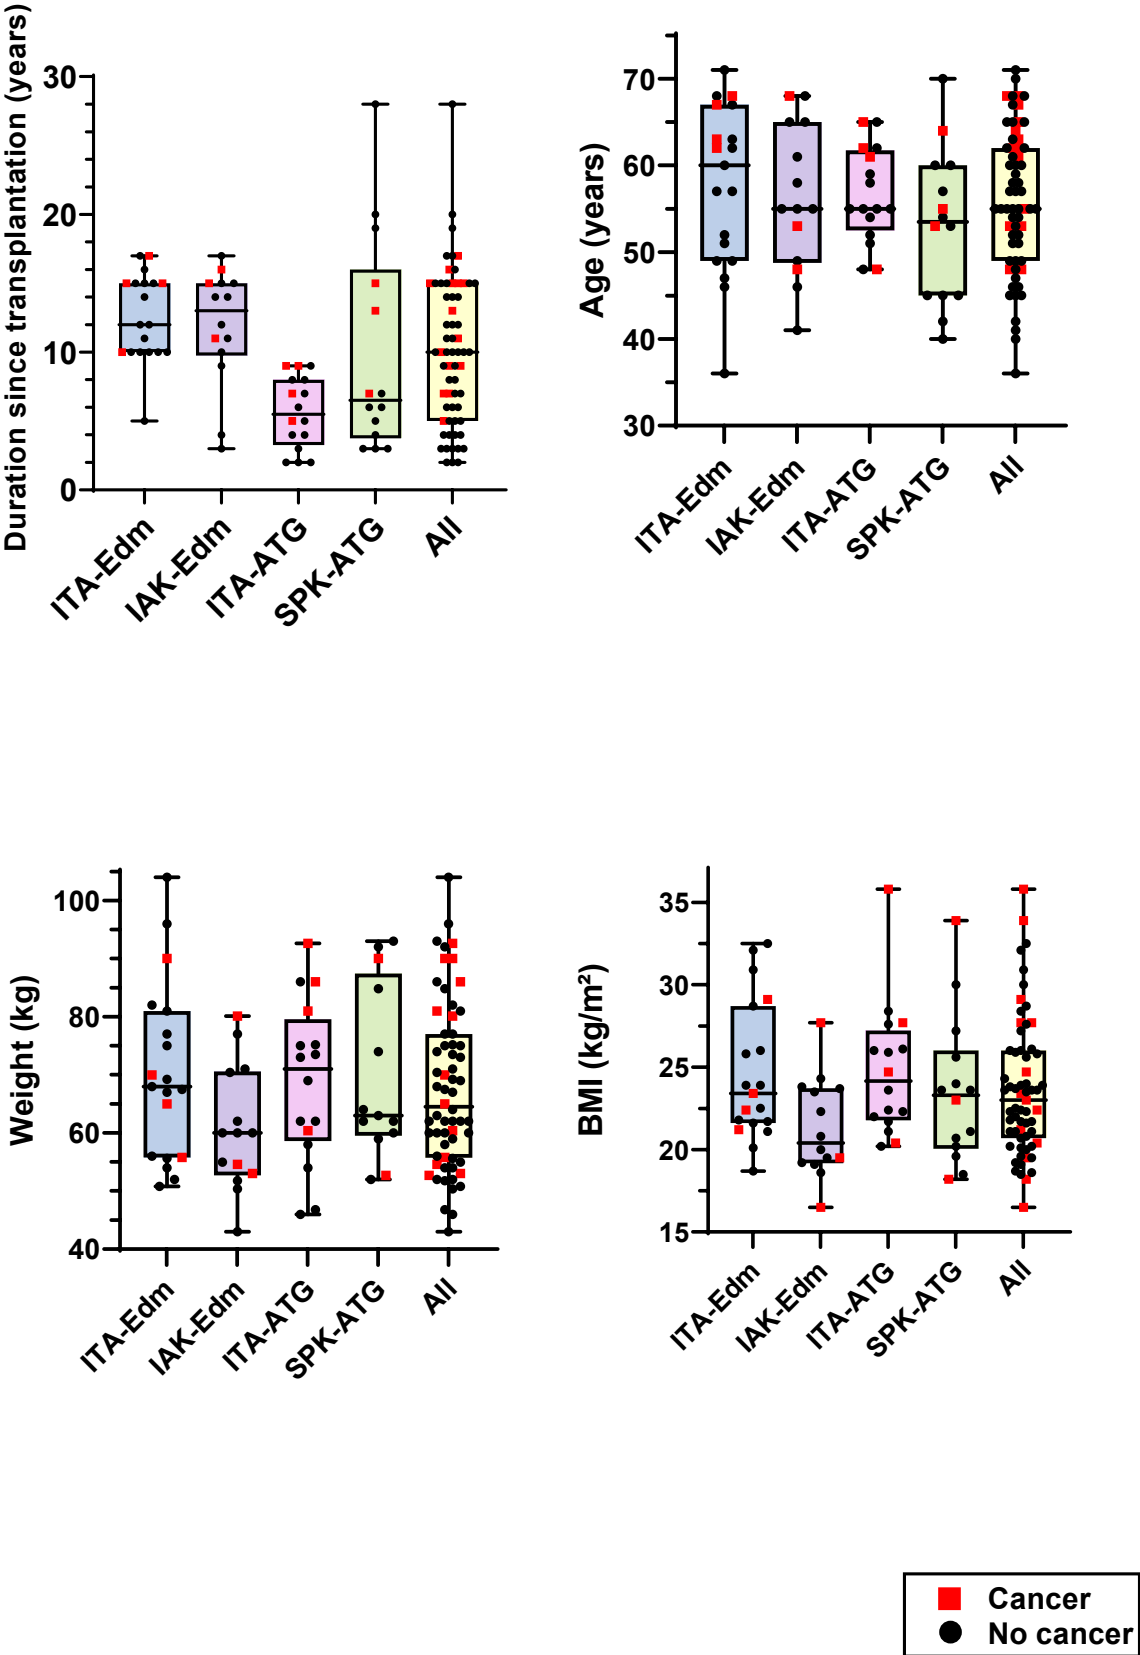 Duration since transplantation (years)
30
20
10
0
ITA-Edm
IAK-Edm
ITA-ATG
SPK-ATG
All
Age (years)
70
60
50
40
30
ITA-Edm
IAK-Edm
ITA-ATG
SPK-ATG
All
Weight (kg)
100
80
60
40
ITA-Edm
IAK-Edm
ITA-ATG
SPK-ATG
All
BMI (kg/m²)
35
30
25
20
15
ITA-Edm
IAK-Edm
ITA-ATG
SPK-ATG
All
Cancer
No cancer